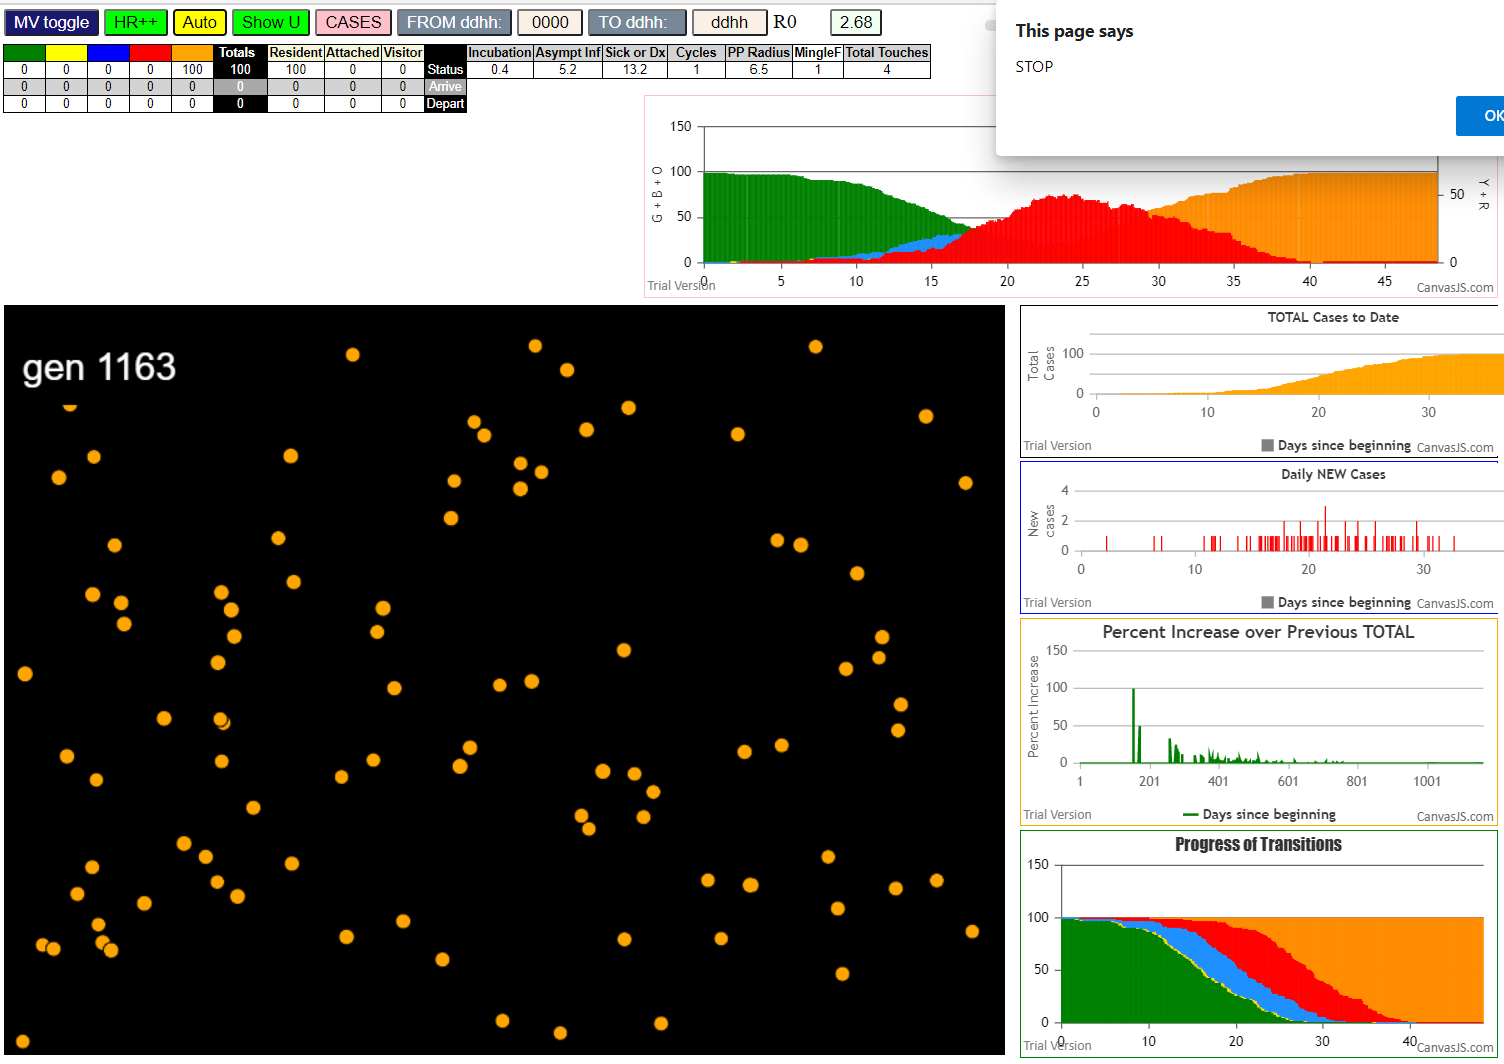 MV toggle HR++ Auto Show U CASES FROM ddhh: 0000 TO ddhh: ddhh R0 2.68
This page says
STOP
OK
Totals Resident Attached Visitor Incubation Asympt Inf Sick or Dx Cycles PP Radius MingleF Total Touches
0 0 0 0 100 100 100 0 0 Status 0.4 5.2 13.2 1 6.5 1 4
0 0 0 0 0 0 0 0 0 Arrive
0 0 0 0 0 0 0 0 0 Depart
G + B + O
150
100
50
0
50
0
Y + R
0 5 10 15 20 25 30 35 40 45
Trial Version
CanvasJS.com
gen 1163
TOTAL Cases to Date
Total
Cases
100
0
0 10 20 30
Days since beginning
Trial Version
CanvasJS.com
Daily NEW Cases
New
cases
4
2
0
0 10 20 30
Days since beginning
Trial Version
CanvasJS.com
Percent Increase over Previous TOTAL
Percent Increase
150
100
50
0
1 201 401 601 801 1001
Days since beginning
Trial Version
CanvasJS.com
Progress of Transitions
150
100
50
0
0 10 20 30 40
Trial Version
CanvasJS.com